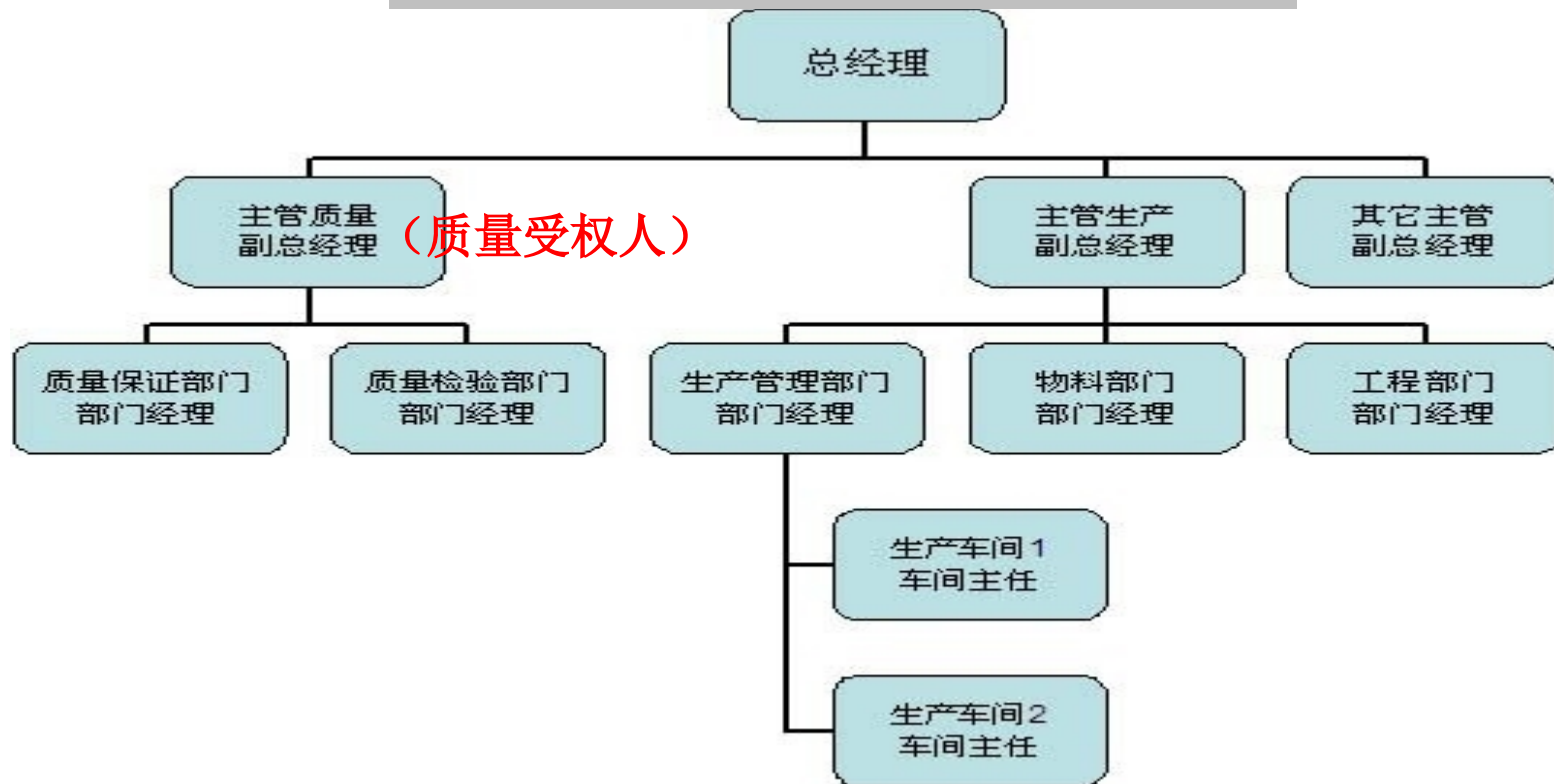 总经理
主管质量
副总经理
（质量受权人）
主管生产
副总经理
其它主管
副总经理
质量保证部门
部门经理
质量检验部门
部门经理
生产管理部门
部门经理
物料部门
部门经理
工程部门
部门经理
生产车间1
车间主任
生产车间2
车间主任